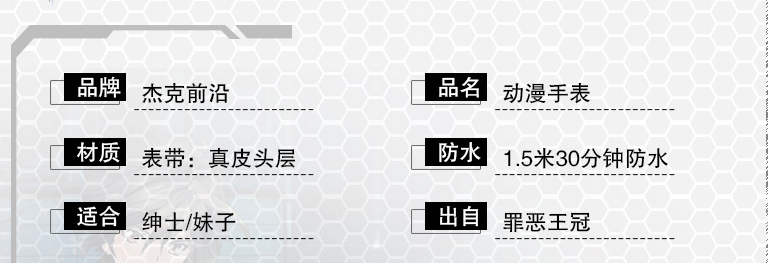 品牌 杰克前沿 品名 动漫手表
材质 表带：真皮头层 防水 1.5米30分钟防水
适合 绅士/妹子 出自 罪恶王冠